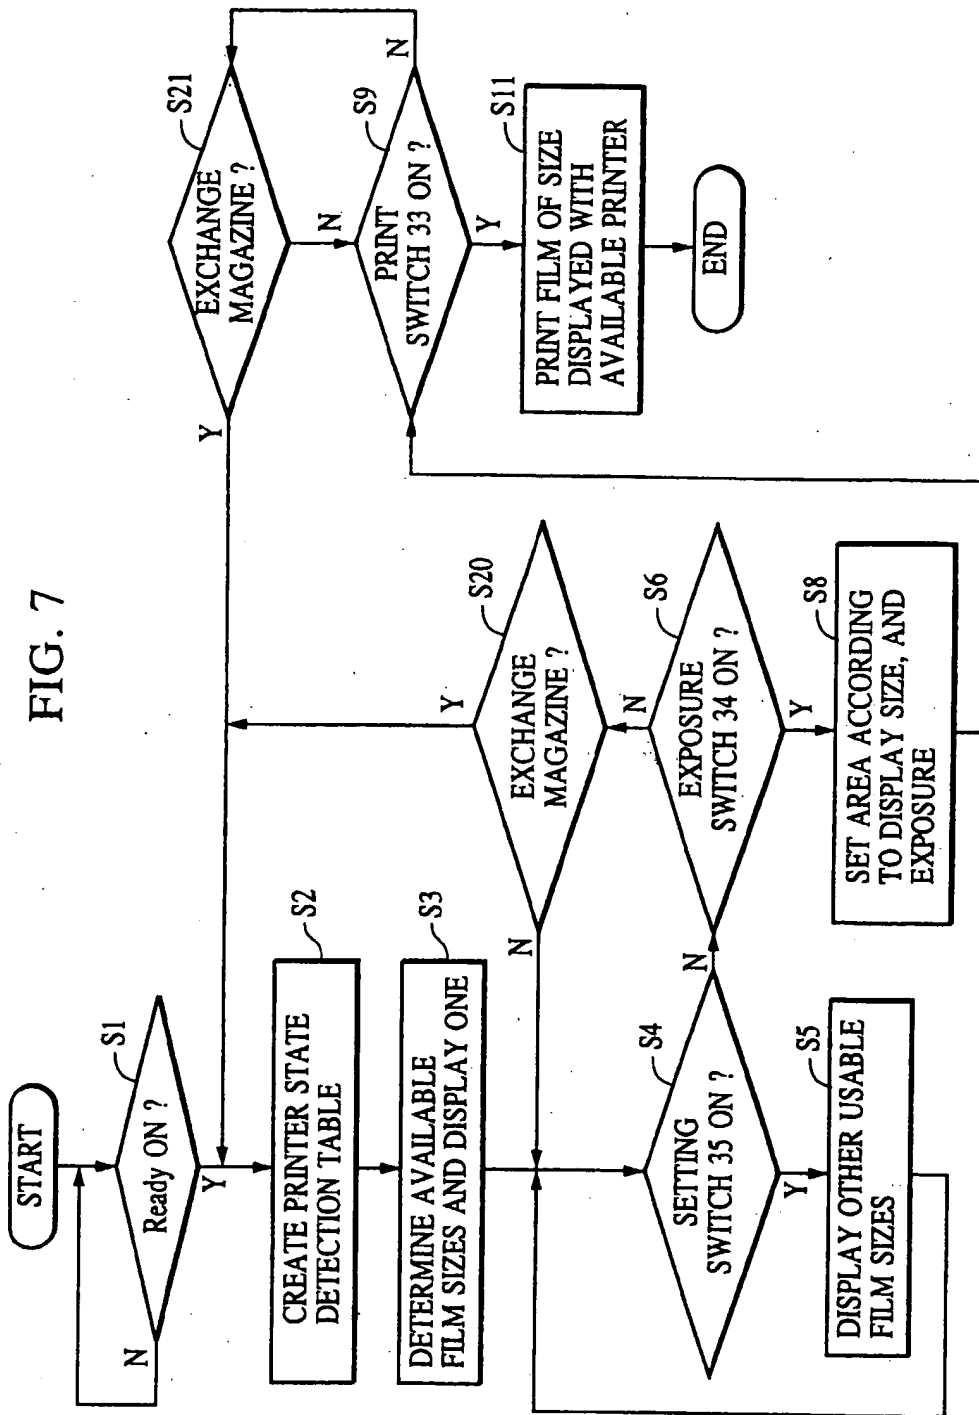 FIG. 7
START
S1
Ready ON ?
N
Y
S2
CREATE PRINTER STATE
DETECTION TABLE
S3
DETERMINE AVAILABLE
FILM SIZES AND DISPLAY ONE
S4
SETTING
SWITCH 35 ON ?
N
Y
S5
DISPLAY OTHER USABLE
FILM SIZES
S20
EXCHANGE
MAGAZINE ?
Y
N
S6
EXPOSURE
SWITCH 34 ON ?
N
Y
S8
SET AREA ACCORDING
TO DISPLAY SIZE, AND
EXPOSURE
S21
EXCHANGE
MAGAZINE ?
Y
N
S9
PRINT
SWITCH 33 ON ?
N
Y
S11
PRINT FILM OF SIZE
DISPLAYED WITH
AVAILABLE PRINTER
END